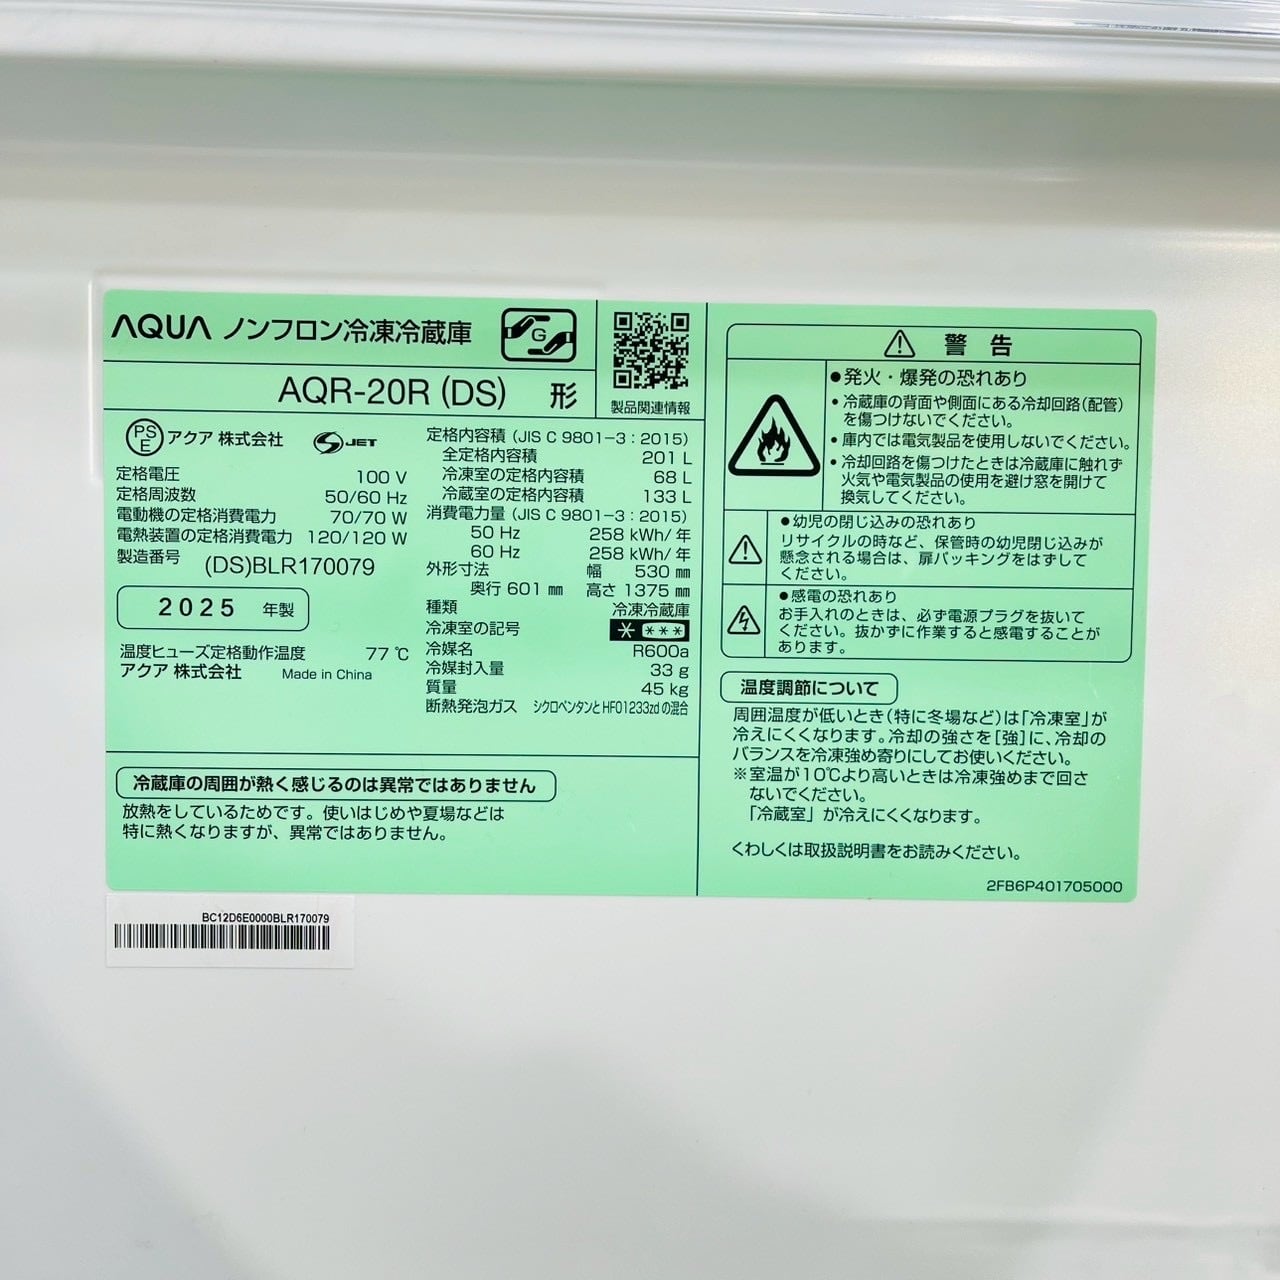 AQUA ノンフロン冷凍冷蔵庫
G
AQR-20R (DS) 形
製品関連情報
PSE アクア 株式会社 S JET
定格電圧 100 V
定格周波数 50/60 Hz
電動機の定格消費電力 70/70 W
電熱装置の定格消費電力 120/120 W
製造番号 (DS)BLR170079
2025 年製
温度ヒューズ定格動作温度 77 ℃
アクア 株式会社 Made in China
定格内容積 (JIS C 9801-3 : 2015)
全定格内容積 201 L
冷凍室の定格内容積 68 L
冷蔵室の定格内容積 133 L
消費電力量 (JIS C 9801-3 : 2015)
50 Hz 258 kWh/年
60 Hz 258 kWh/年
外形寸法 幅 530 ㎜
奥行 601 ㎜ 高さ 1375 ㎜
種類 冷凍冷蔵庫
冷凍室の記号 * ***
冷媒名 R600a
冷媒封入量 33 g
質量 45 kg
断熱発泡ガス シクロペンタンとHFO1233zdの混合
冷蔵庫の周囲が熱く感じるのは異常ではありません
放熱をしているためです。使いはじめや夏場などは
特に熱くなりますが、異常ではありません。
警告
●発火・爆発の恐れあり
・冷蔵庫の背面や側面にある冷却回路(配管)
を傷つけないでください。
・庫内では電気製品を使用しないでください。
・冷却回路を傷つけたときは冷蔵庫に触れず
火気や電気製品の使用を避け窓を開けて
換気してください。
●幼児の閉じ込みの恐れあり
リサイクルの時など、保管時の幼児閉じ込みが
懸念される場合は、扉パッキングをはずして
ください。
●感電の恐れあり
お手入れのときは、必ず電源プラグを抜いて
ください。抜かずに作業すると感電することが
あります。
温度調節について
周囲温度が低いとき(特に冬場など)は「冷凍室」が
冷えにくくなります。冷却の強さを[強]に、冷却の
バランスを冷凍強め寄りにしてお使いください。
※室温が10℃より高いときは冷凍強めまで回さ
ないでください。
「冷蔵室」が冷えにくくなります。
くわしくは取扱説明書をお読みください。
2FB6P401705000
BC12D6E0000BLR170079